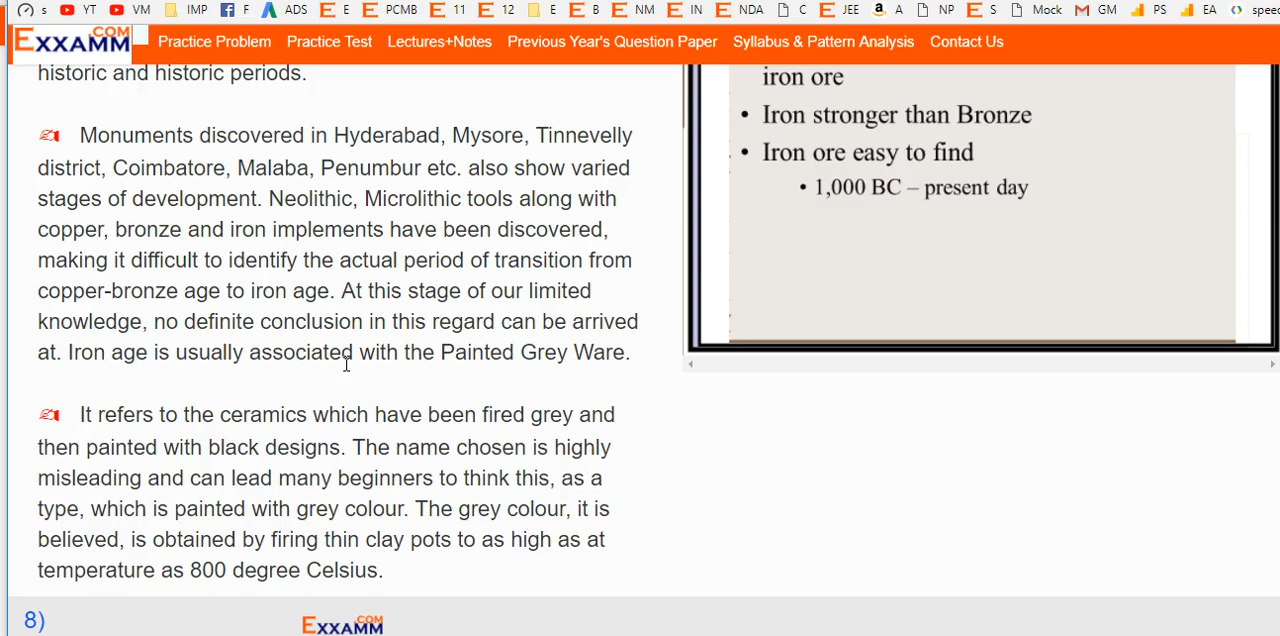 s YT VM IMP F ADS E PCMB E 11 E 12 E B NM IN NDA C JEE A NP S Mock GM PS EA speed
EXXAMM .COM Practice Problem Practice Test Lectures+Notes Previous Year's Question Paper Syllabus & Pattern Analysis Contact Us
historic and historic periods.
Monuments discovered in Hyderabad, Mysore, Tinnevelly
district, Coimbatore, Malaba, Penumbur etc. also show varied
stages of development. Neolithic, Microlithic tools along with
copper, bronze and iron implements have been discovered,
making it difficult to identify the actual period of transition from
copper-bronze age to iron age. At this stage of our limited
knowledge, no definite conclusion in this regard can be arrived
at. Iron age is usually associated with the Painted Grey Ware.
It refers to the ceramics which have been fired grey and
then painted with black designs. The name chosen is highly
misleading and can lead many beginners to think this, as a
type, which is painted with grey colour. The grey colour, it is
believed, is obtained by firing thin clay pots to as high as at
temperature as 800 degree Celsius.
iron ore
• Iron stronger than Bronze
• Iron ore easy to find
• 1,000 BC – present day
8)
EXXAMM .COM